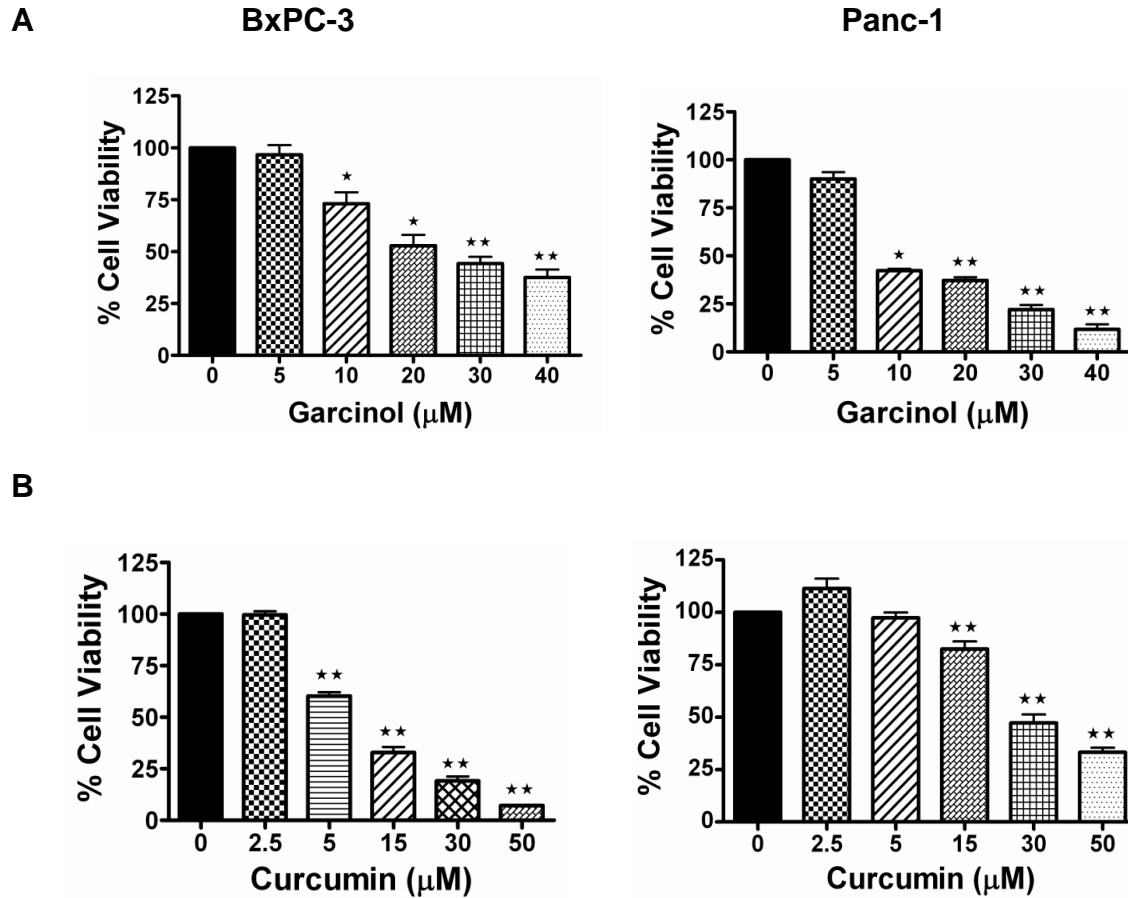 A
BxPC-3
Panc-1
125
100
75
50
25
0
% Cell Viability
★
★
★★
★★
0 5 10 20 30 40
Garcinol (μM)
125
100
75
50
25
0
% Cell Viability
★
★★
★★
★★
0 5 10 20 30 40
Garcinol (μM)
B
125
100
75
50
25
0
% Cell Viability
★★
★★
★★
★★
0 2.5 5 15 30 50
Curcumin (μM)
125
100
75
50
25
0
% Cell Viability
★★
★★
★★
0 2.5 5 15 30 50
Curcumin (μM)